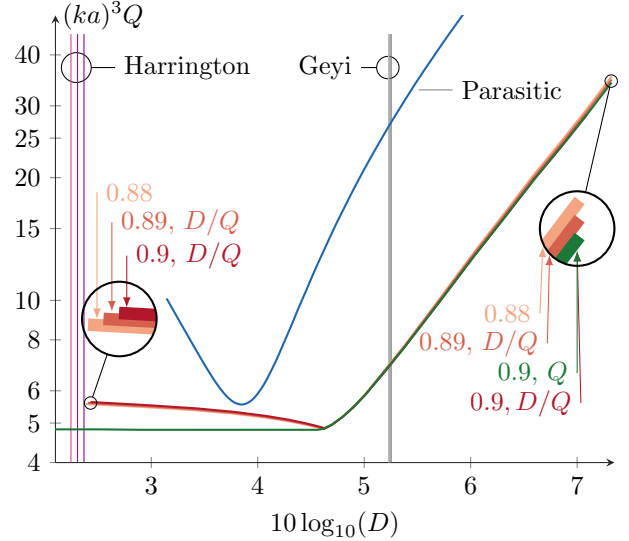 (ka)³Q
40
30
25
20
15
10
8
6
5
4
Harrington
Geyi
Parasitic
0.88
0.89, D/Q
0.9, D/Q
0.88
0.89, D/Q
0.9, Q
0.9, D/Q
3
4
5
6
7
10 log₁₀(D)